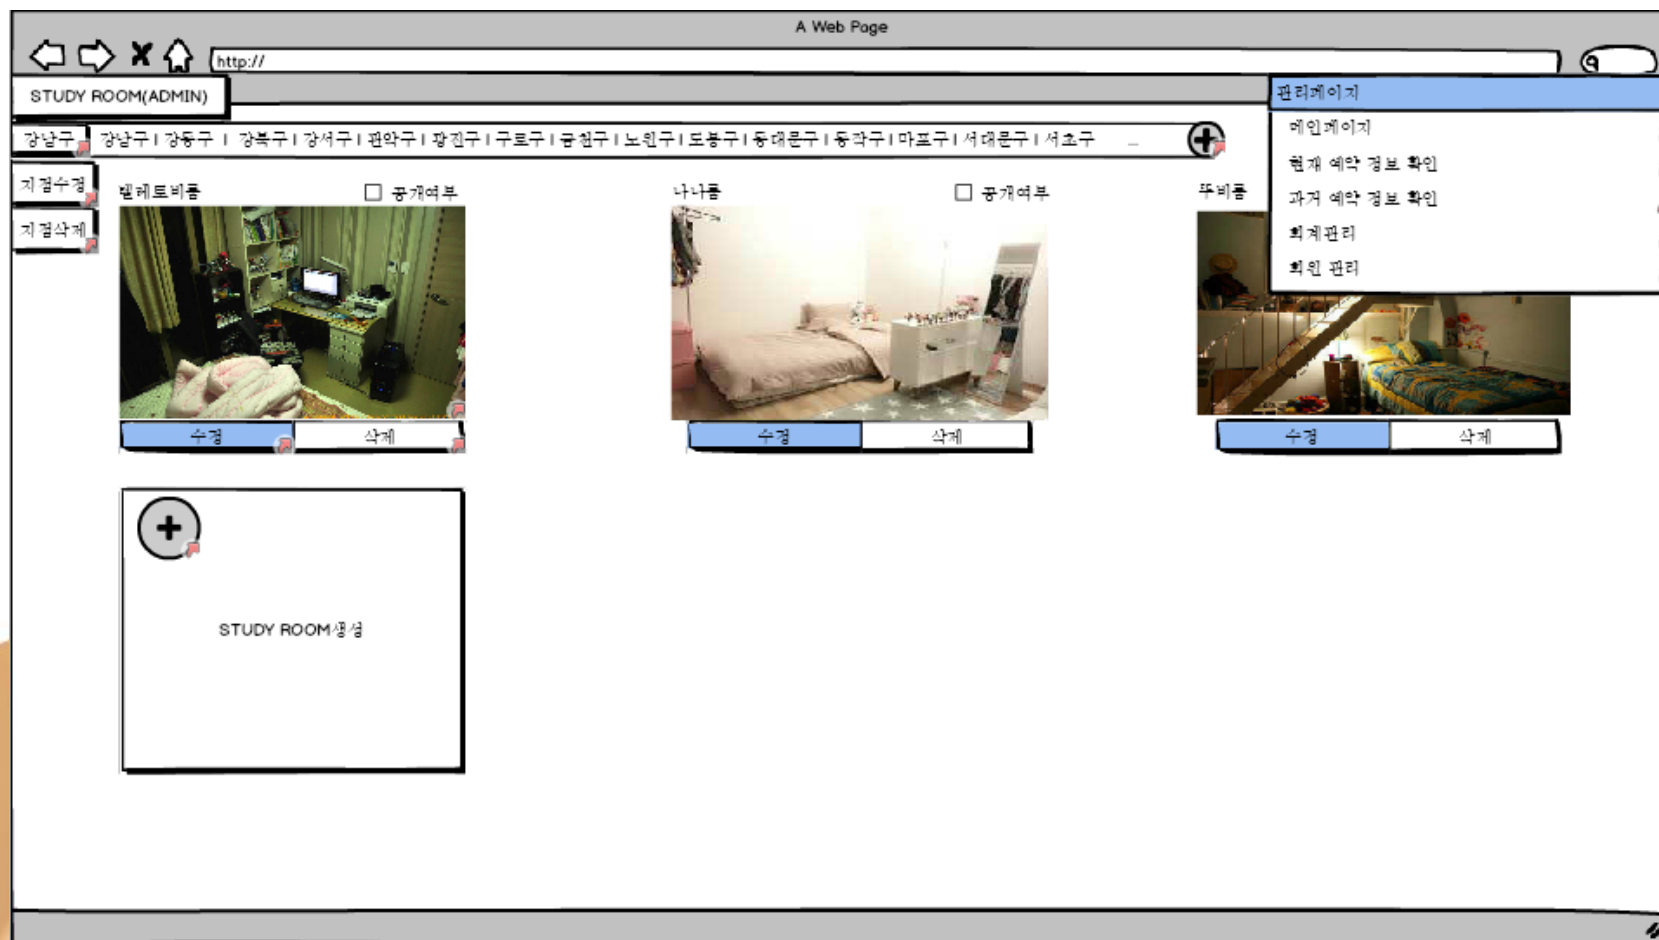 A Web Page
http://
STUDY ROOM(ADMIN)
관리페이지
메인페이지
현재 예약 정보 확인
과거 예약 정보 확인
회계관리
회원 관리
강남구
강남구 | 강동구 | 강북구 | 강서구 | 관악구 | 광진구 | 구로구 | 금천구 | 노원구 | 도봉구 | 동대문구 | 동작구 | 마포구 | 서대문구 | 서초구 ...
지점수정
지점삭제
텔레토비룸
공개여부
나나룸
공개여부
뚜비룸
수정 삭제
수정 삭제
수정 삭제
STUDY ROOM생성